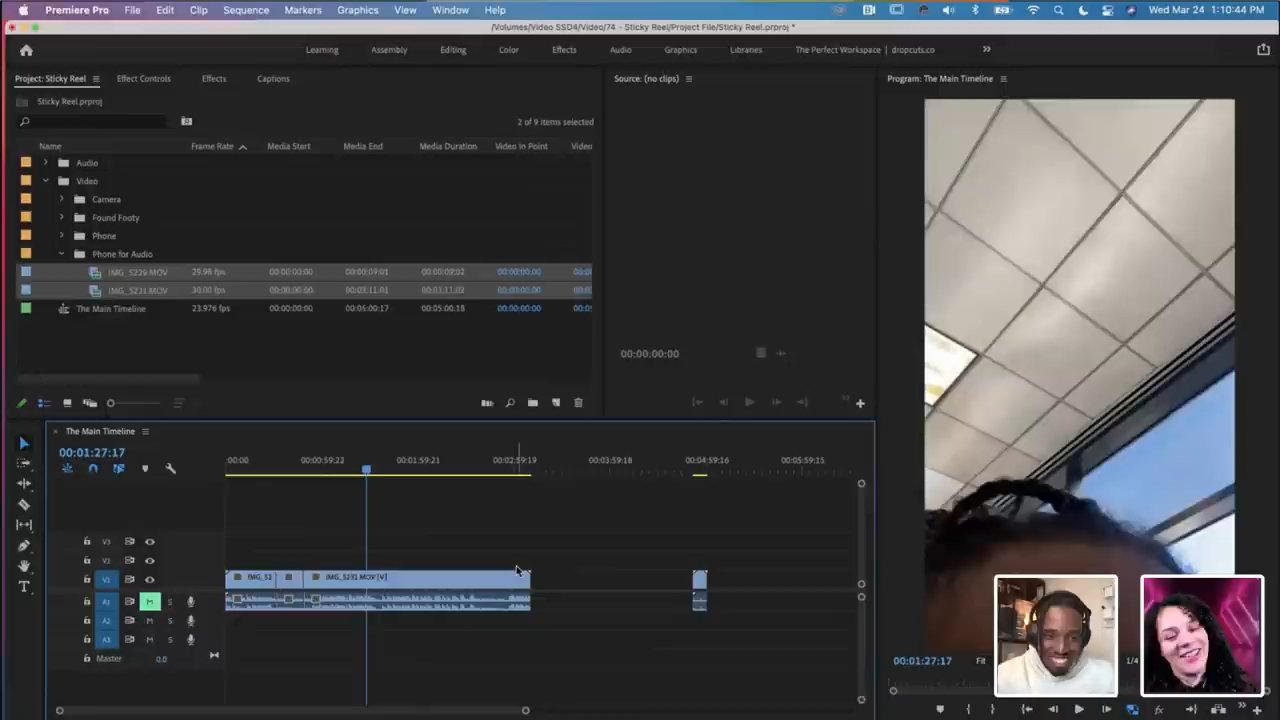 Premiere Pro File Edit Clip Sequence Markers Graphics View Window Help Wed Mar 24 1:10:44 PM
/Volumes/Video SSD4/Video/74 - Sticky Reel/Project File/Sticky Reel.prproj *
Learning Assembly Editing Color Effects Audio Graphics Libraries The Perfect Workspace | dropcuts.co
Project: Sticky Reel Effect Controls Effects Captions Source: (no clips) Program: The Main Timeline
Sticky Reel.prproj
2 of 9 items selected
Name Frame Rate Media Start Media End Media Duration Video In Point Video
Audio
Video
Camera
Found Footy
Phone
Phone for Audio
IMG_5229.MOV 29.98 fps 00:00:00:00 00:00:09:01 00:00:09:02 00:00:00:00
IMG_5231.MOV 30.00 fps 00:00:00:00 00:03:11:01 00:03:11:02 00:00:00:00
The Main Timeline 23.976 fps 00:00:00:00 00:05:00:17 00:05:00:18 00:00:00:00
00:00:00:00
The Main Timeline
00:01:27:17
:00:00 00:00:59:22 00:01:59:21 00:02:59:19 00:03:59:18 00:04:59:16 00:05:59:15
V3
V2
V1 IMG_52 IMG_5231.MOV [V]
M S
A2 M S
A3 M S
Master 0.0
00:01:27:17 Fit 1/4